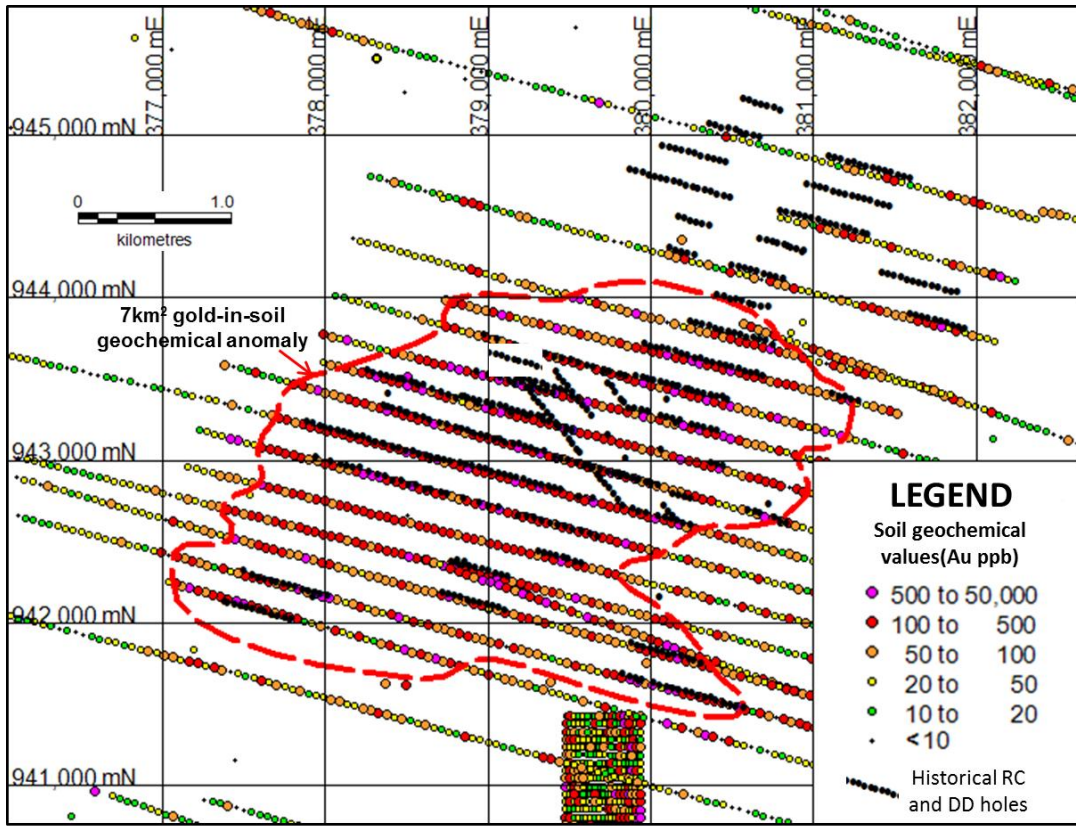 377,000 mE
378,000 mE
379,000 mE
380,000 mE
381,000 mE
382,000 mE
945,000 mN
0 1.0
kilometres
944,000 mN
7km² gold-in-soil
geochemical anomaly
943,000 mN
942,000 mN
941,000 mN
LEGEND
Soil geochemical
values(Au ppb)
500 to 50,000
100 to 500
50 to 100
20 to 50
10 to 20
<10
Historical RC
and DD holes